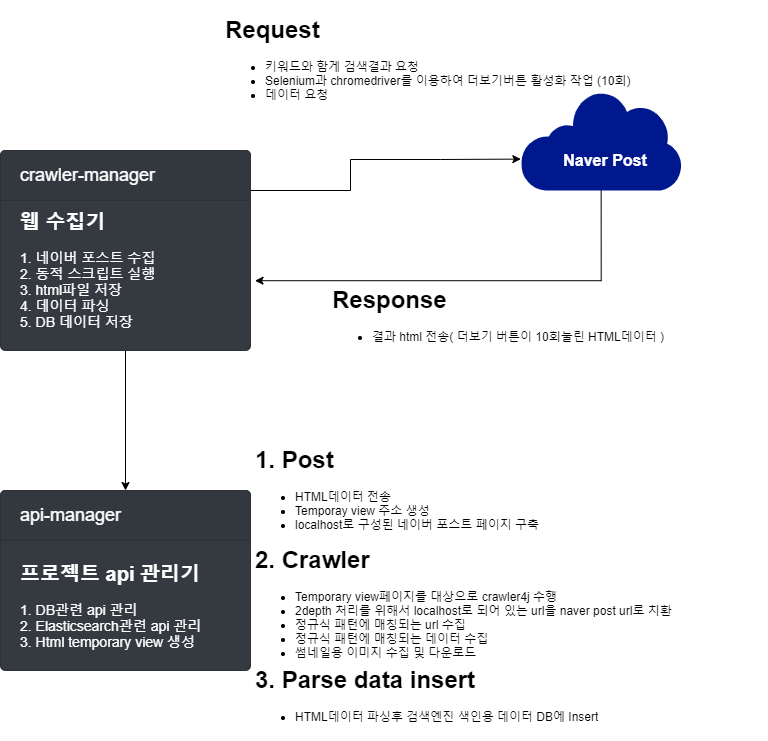 Request
키워드와 함게 검색결과 요청
Selenium과 chromedriver를 이용하여 더보기버튼 활성화 작업 (10회)
데이터 요청
Naver Post
crawler-manager
웹 수집기
1. 네이버 포스트 수집
2. 동적 스크립트 실행
3. html파일 저장
4. 데이터 파싱
5. DB 데이터 저장
Response
결과 html 전송( 더보기 버튼이 10회눌린 HTML데이터 )
api-manager
프로젝트 api 관리기
1. DB관련 api 관리
2. Elasticsearch관련 api 관리
3. Html temporary view 생성
1. Post
HTML데이터 전송
Temporay view 주소 생성
localhost로 구성된 네이버 포스트 페이지 구축
2. Crawler
Temporary view페이지를 대상으로 crawler4j 수행
2depth 처리를 위해서 localhost로 되어 있는 url을 naver post url로 치환
정규식 패턴에 매칭되는 url 수집
정규식 패턴에 매칭되는 데이터 수집
썸네일용 이미지 수집 및 다운로드
3. Parse data insert
HTML데이터 파싱후 검색엔진 색인용 데이터 DB에 Insert